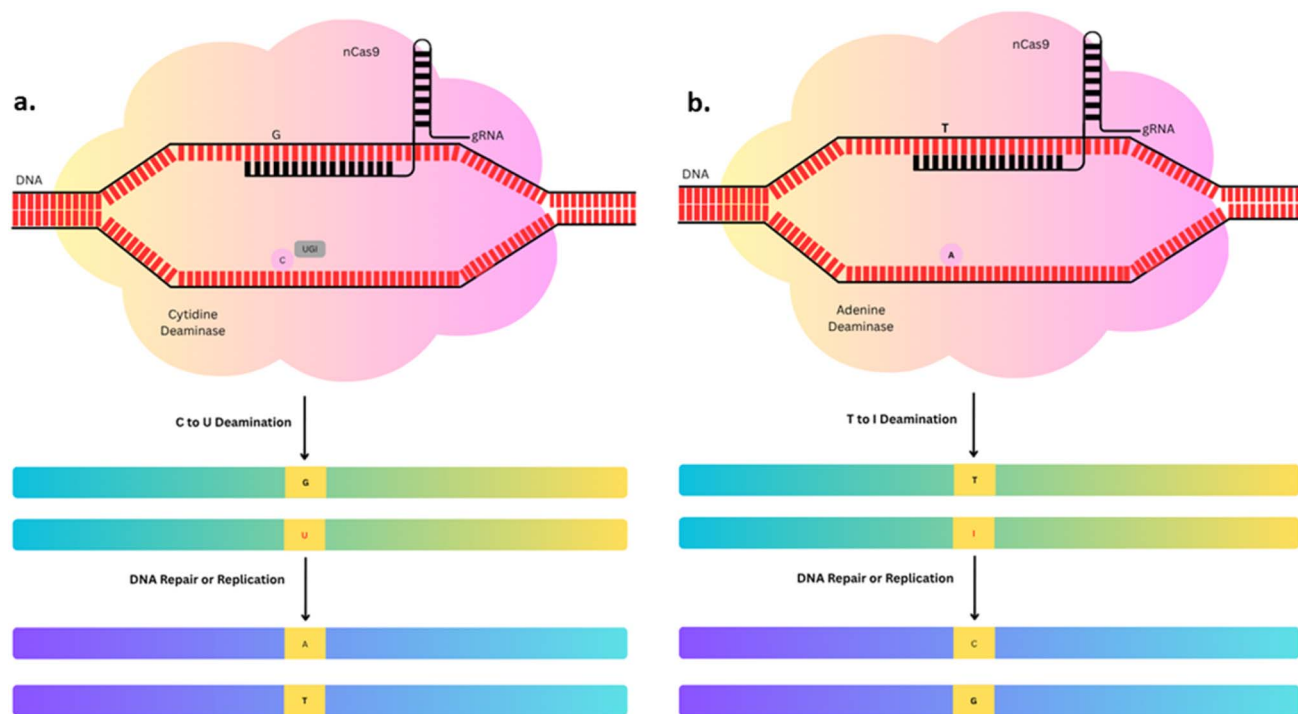 a.
nCas9
G
gRNA
DNA
UGI
C
Cytidine
Deaminase
C to U Deamination
G
U
DNA Repair or Replication
A
T
b.
nCas9
T
gRNA
DNA
A
Adenine
Deaminase
T to I Deamination
T
I
DNA Repair or Replication
C
G